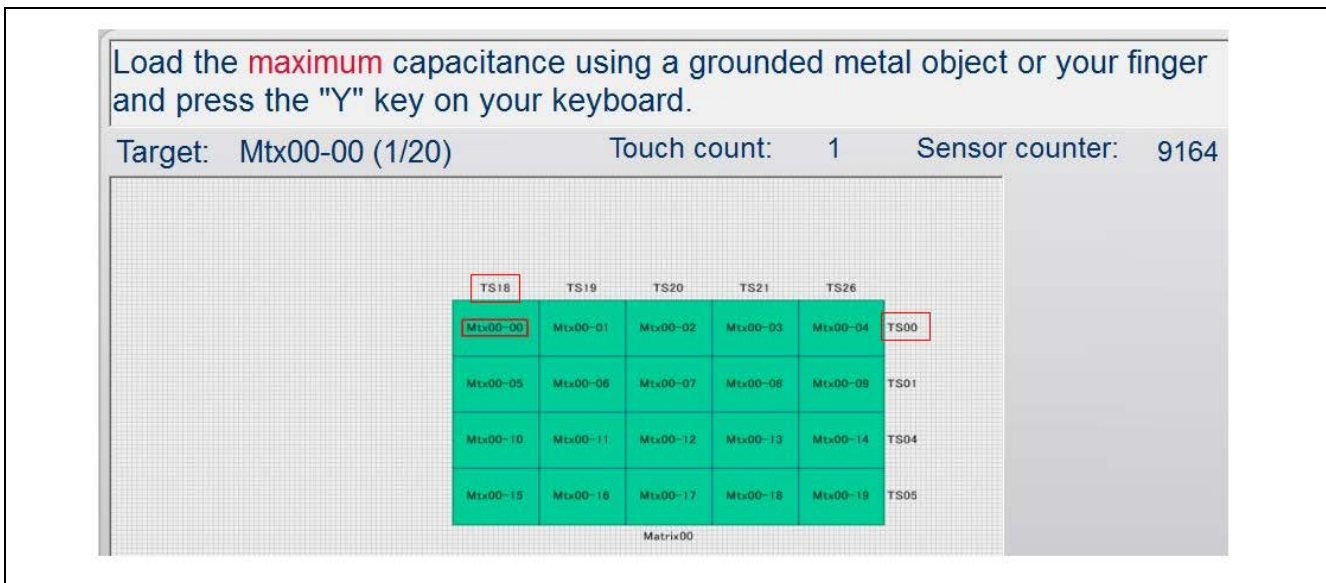 Load the maximum capacitance using a grounded metal object or your finger
and press the "Y" key on your keyboard.
Target: Mtx00-00 (1/20) Touch count: 1 Sensor counter: 9164
TS18 TS19 TS20 TS21 TS26
Mtx00-00 Mtx00-01 Mtx00-02 Mtx00-03 Mtx00-04 TS00
Mtx00-05 Mtx00-06 Mtx00-07 Mtx00-08 Mtx00-09 TS01
Mtx00-10 Mtx00-11 Mtx00-12 Mtx00-13 Mtx00-14 TS04
Mtx00-15 Mtx00-16 Mtx00-17 Mtx00-18 Mtx00-19 TS05
Matrix00